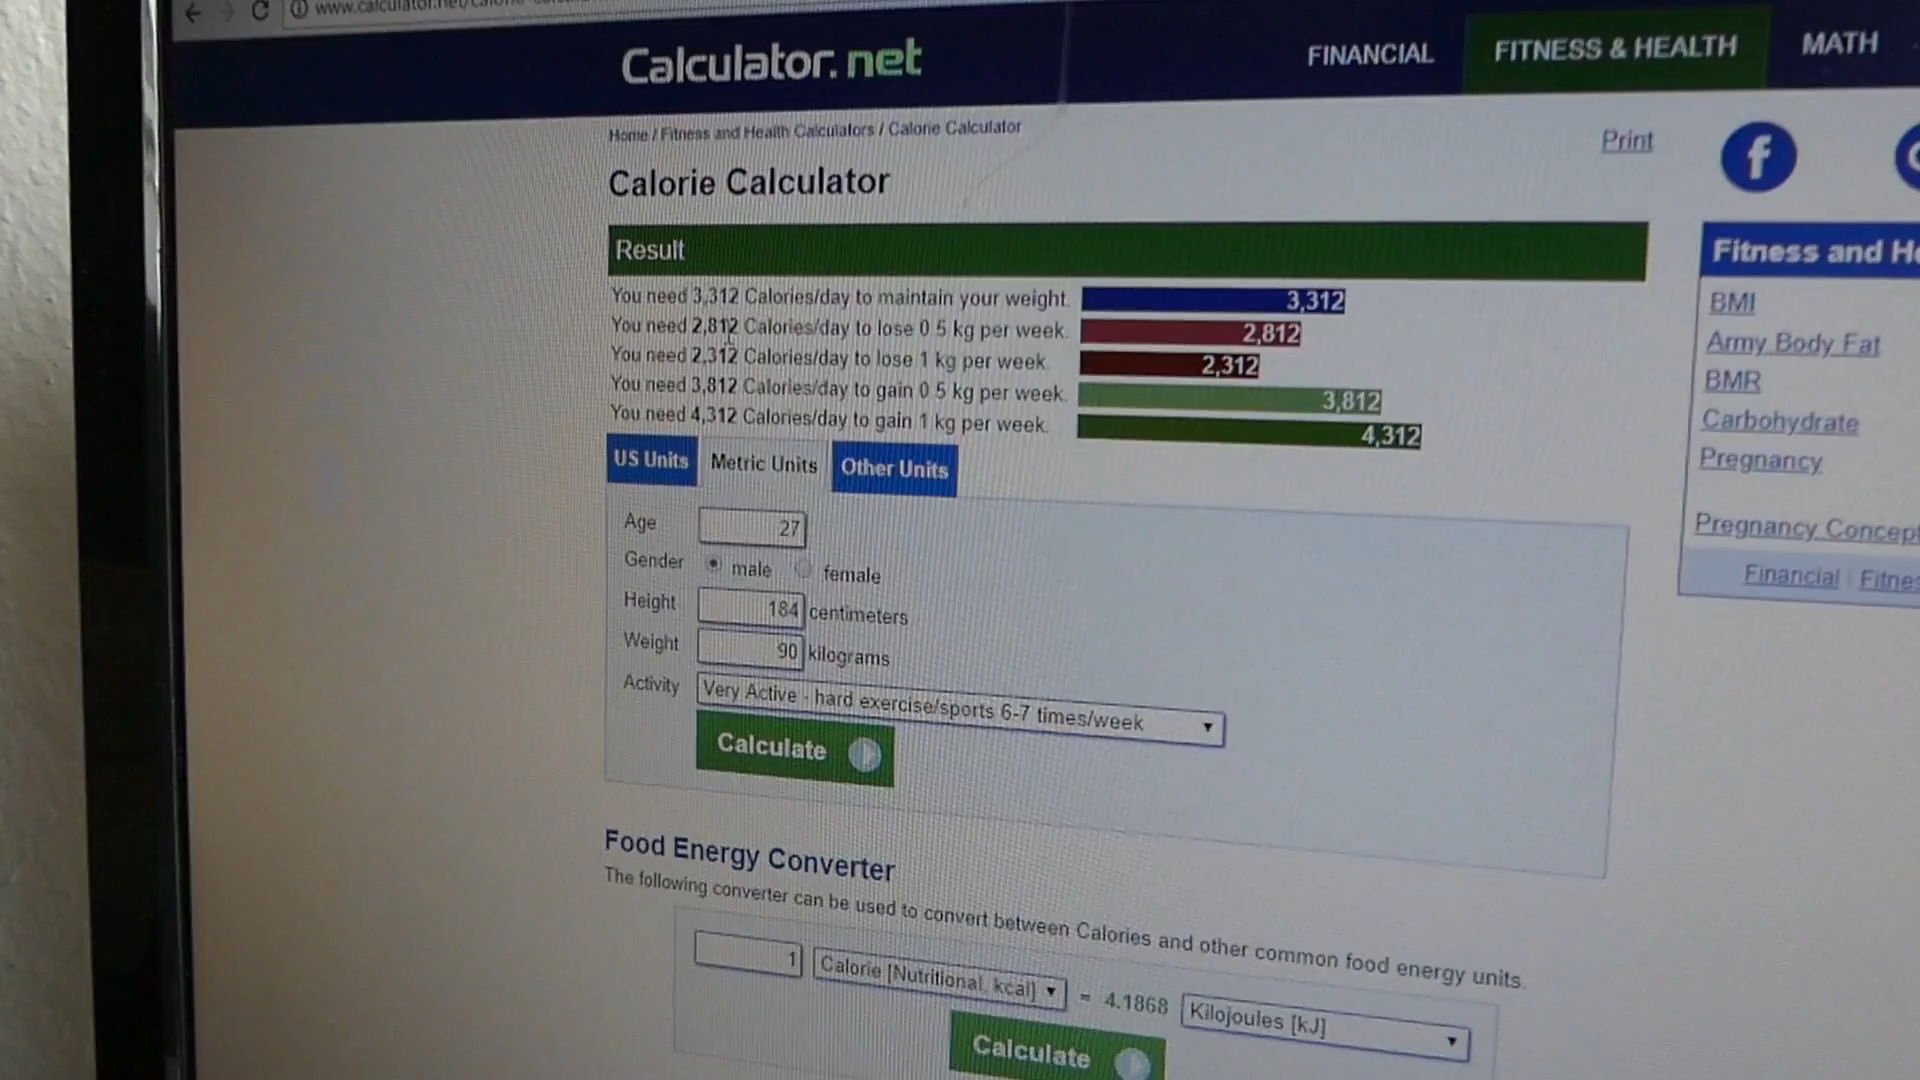 Calculator.net
FINANCIAL
FITNESS & HEALTH
MATH
Home / Fitness and Health Calculators / Calorie Calculator
Print
Calorie Calculator
Result
You need 3,312 Calories/day to maintain your weight. 3,312
You need 2,812 Calories/day to lose 0.5 kg per week. 2,812
You need 2,312 Calories/day to lose 1 kg per week. 2,312
You need 3,812 Calories/day to gain 0.5 kg per week. 3,812
You need 4,312 Calories/day to gain 1 kg per week. 4,312
US Units
Metric Units
Other Units
Age 27
Gender male female
Height 184 centimeters
Weight 90 kilograms
Activity Very Active - hard exercise/sports 6-7 times/week
Calculate
Food Energy Converter
The following converter can be used to convert between Calories and other common food energy units.
1 Calorie [Nutritional, kcal] = 4.1868 Kilojoules [kJ]
Calculate
Fitness and
BMI
Army Body Fat
BMR
Carbohydrate
Pregnancy
Pregnancy
Financial